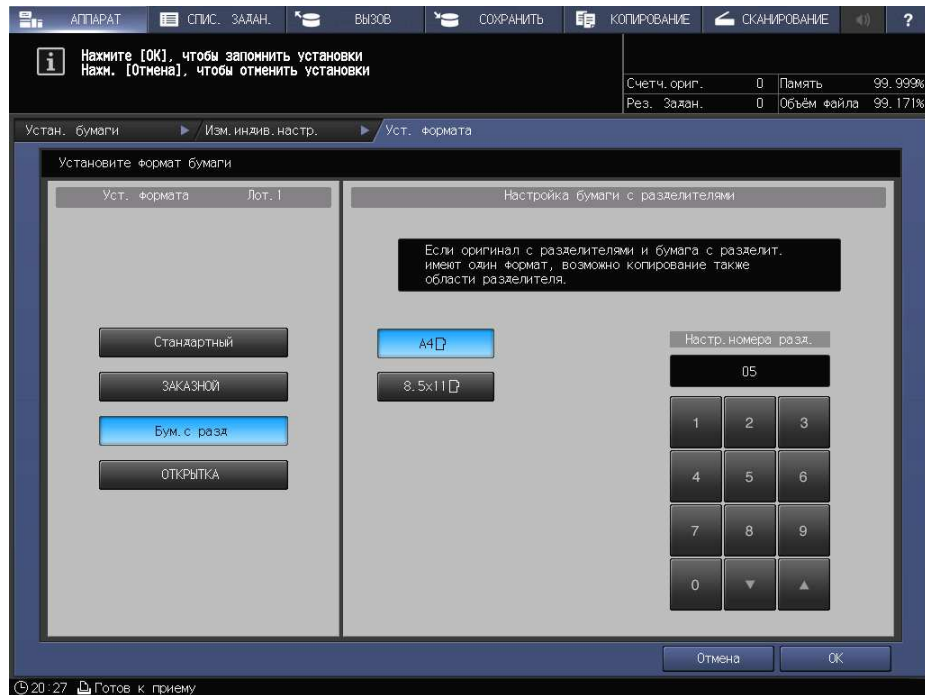 АППАРАТ
СПИС. ЗАДАН.
ВЫЗОВ
СОХРАНИТЬ
КОПИРОВАНИЕ
СКАНИРОВАНИЕ
?
Нажмите [OK], чтобы запомнить установки
Нажм. [Отмена], чтобы отменить установки
Счетч.ориг. 0 Память 99.999%
Рез. Задан. 0 Объём файла 99.171%
Устан. бумаги
Изм.индив.настр.
Уст. формата
Установите формат бумаги
Уст. формата Лот.1
Настройка бумаги с разделителями
Если оригинал с разделителями и бумага с разделит.
имеют один формат, возможно копирование также
области разделителя.
Стандартный
ЗАКАЗНОЙ
Бум.с разд
ОТКРЫТКА
A4
8.5x11
Настр.номера разд.
05
1 2 3
4 5 6
7 8 9
0 ▼ ▲
Отмена
OK
20:27 Готов к приему